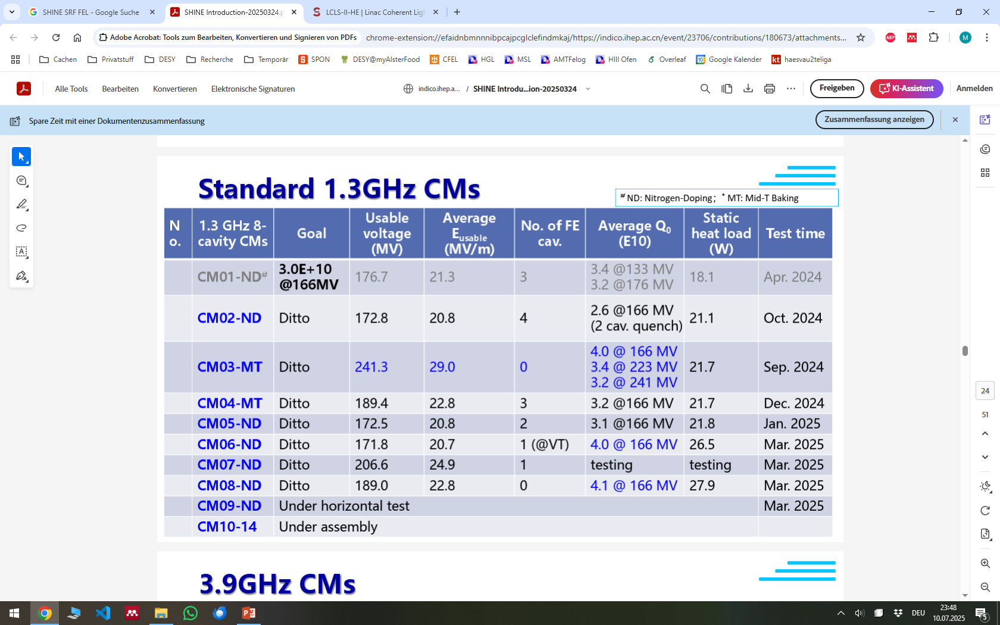 SHINE SRF FEL - Google Suche
SHINE Introduction-20250324.p
LCLS-II-HE | Linac Coherent Lig
Adobe Acrobat: Tools zum Bearbeiten, Konvertieren und Signieren von PDFs
chrome-extension://efaidnbmnnnibpcajpcglclefindmkaj/https://indico.ihep.ac.cn/event/23706/contributions/180673/attachments...
ABP
M
Cachen
Privatstuff
DESY
Recherche
Temporär
SPON
DESY@myAlsterFood
CFEL
HGL
MSL
AMTFelog
HIII Ofen
Overleaf
Google Kalender
haesvau2teliga
Alle Tools
Bearbeiten
Konvertieren
Elektronische Signaturen
indico.ihep.a... / SHINE Introdu...ion-20250324
Freigeben
KI-Assistent
Anmelden
Spare Zeit mit einer Dokumentenzusammenfassung
Zusammenfassung anzeigen
Standard 1.3GHz CMs
# ND: Nitrogen-Doping; * MT: Mid-T Baking
N
o.
1.3 GHz 8-
cavity CMs
Goal
Usable
voltage
(MV)
Average
Eusable
(MV/m)
No. of FE
cav.
Average Q0
(E10)
Static
heat load
(W)
Test time
CM01-ND#
3.0E+10
@166MV
176.7
21.3
3
3.4 @133 MV
3.2 @176 MV
18.1
Apr. 2024
CM02-ND
Ditto
172.8
20.8
4
2.6 @166 MV
(2 cav. quench)
21.1
Oct. 2024
CM03-MT
Ditto
241.3
29.0
0
4.0 @ 166 MV
3.4 @ 223 MV
3.2 @ 241 MV
21.7
Sep. 2024
CM04-MT
Ditto
189.4
22.8
3
3.2 @166 MV
21.7
Dec. 2024
CM05-ND
Ditto
172.5
20.8
2
3.1 @166 MV
21.8
Jan. 2025
CM06-ND
Ditto
171.8
20.7
1 (@VT)
4.0 @ 166 MV
26.5
Mar. 2025
CM07-ND
Ditto
206.6
24.9
1
testing
testing
Mar. 2025
CM08-ND
Ditto
189.0
22.8
0
4.1 @ 166 MV
27.9
Mar. 2025
CM09-ND
Under horizontal test
Mar. 2025
CM10-14
Under assembly
3.9GHz CMs
24
51
DEU
23:48
10.07.2025
5